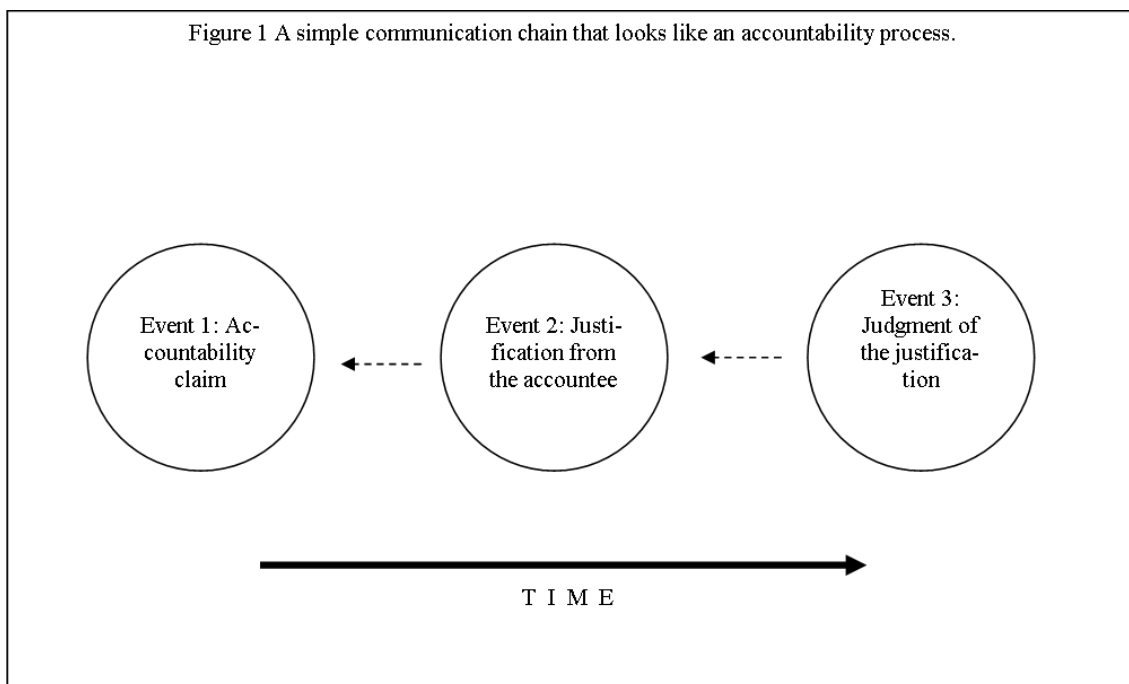 Figure 1 A simple communication chain that looks like an accountability process.
Event 1: Ac-
countability
claim
Event 2: Justi-
fication from
the accountee
Event 3:
Judgment of
the justifica-
tion
T I M E